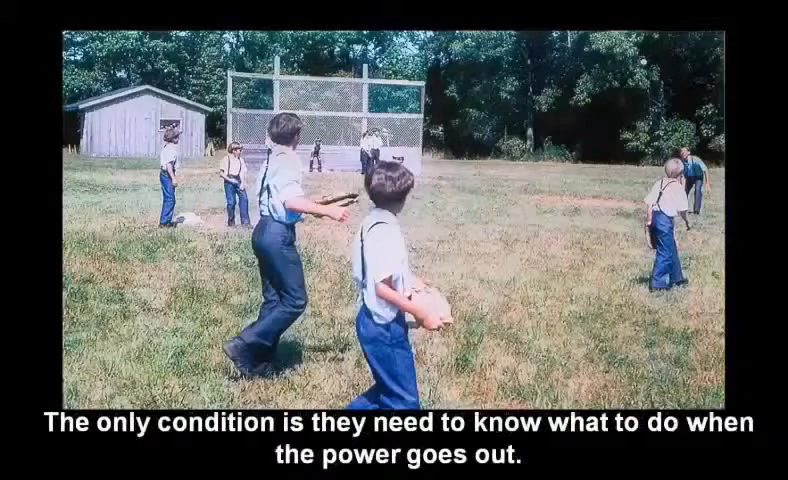 The only condition is they need to know what to do when
the power goes out.